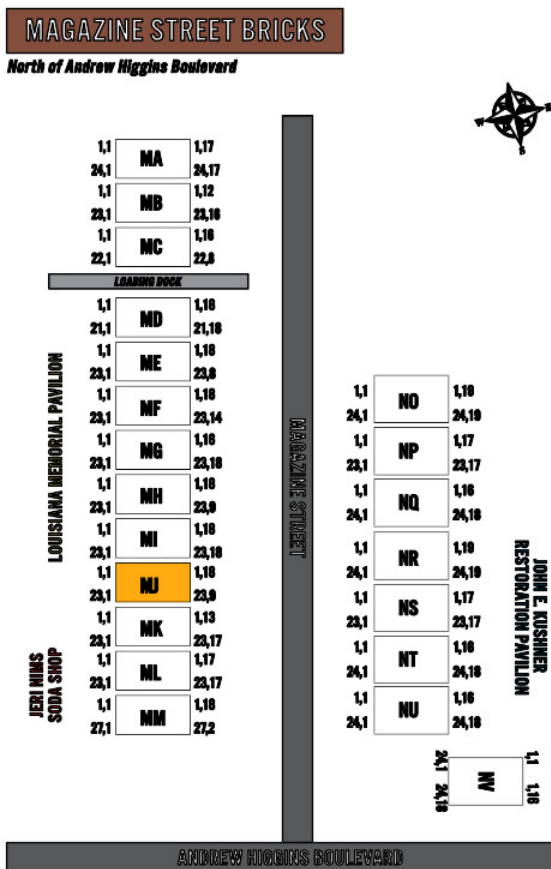 MAGAZINE STREET BRICKS
North of Andrew Higgins Boulevard
N
W
E
S
1,1 MA 1,17
24,1 24,17
1,1 MB 1,12
23,1 23,16
1,1 MC 1,16
22,1 22,8
LOADING DOCK
1,1 MD 1,18
21,1 21,18
1,1 ME 1,18
23,1 23,8
1,1 MF 1,18
23,1 23,14
1,1 MG 1,16
23,1 23,18
1,1 MH 1,18
23,1 23,9
1,1 MI 1,18
23,1 23,18
1,1 MJ 1,18
23,1 23,9
1,1 MK 1,13
23,1 23,17
1,1 ML 1,17
23,1 23,17
1,1 MM 1,18
27,1 27,2
LOUISIANA MEMORIAL PAVILION
JERI NIMS
SODA SHOP
MAGAZINE STREET
1,1 NO 1,19
24,1 24,19
1,1 NP 1,17
23,1 23,17
1,1 NQ 1,16
24,1 24,18
1,1 NR 1,19
24,1 24,19
1,1 NS 1,17
23,1 23,17
1,1 NT 1,16
24,1 24,18
1,1 NU 1,16
24,1 24,18
JOHN E. KUSHNER
RESTORATION PAVILION
1,1 NV 1,16
24,1 24,18
ANDREW HIGGINS BOULEVARD